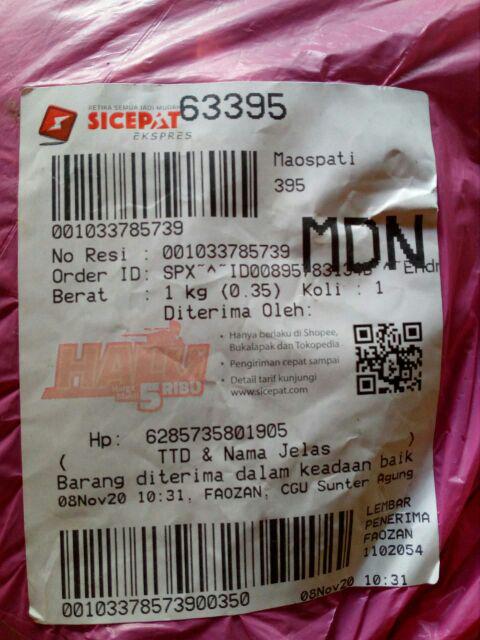 KETIKA SEMUA JADI MUDAH
SICEPAT
EKSPRES
63395
Maospati
395
001033785739
MDN
No Resi : 001033785739
Order ID: Endr
Berat : 1 kg (0.35) Koli : 1
Diterima Oleh:
HALU
5 RIBU
• Hanya berlaku di Shopee,
Bukalapak dan Tokopedia
• Pengiriman cepat sampai
• Detail tarif kunjungi
www.sicepat.com
Hp: 6285735801905
( )
TTD & Nama Jelas
Barang diterima dalam keadaan baik
08Nov20 10:31, FAOZAN, CGU Sunter Agung
LEMBAR
PENERIMA
FAOZAN
1102054
08Nov20 10:31
00103378573900350